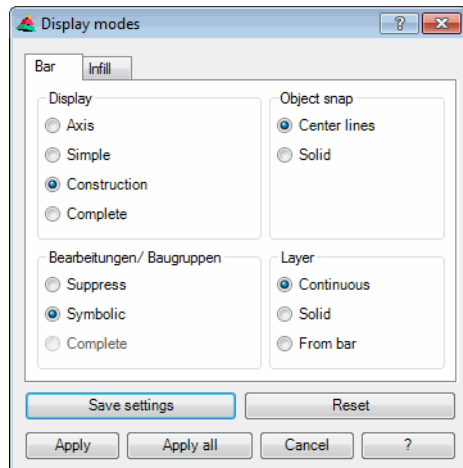 Display modes
?
Bar
Infill
Display
Axis
Simple
Construction
Complete
Object snap
Center lines
Solid
Bearbeitungen/ Baugruppen
Suppress
Symbolic
Complete
Layer
Continuous
Solid
From bar
Save settings
Reset
Apply
Apply all
Cancel
?